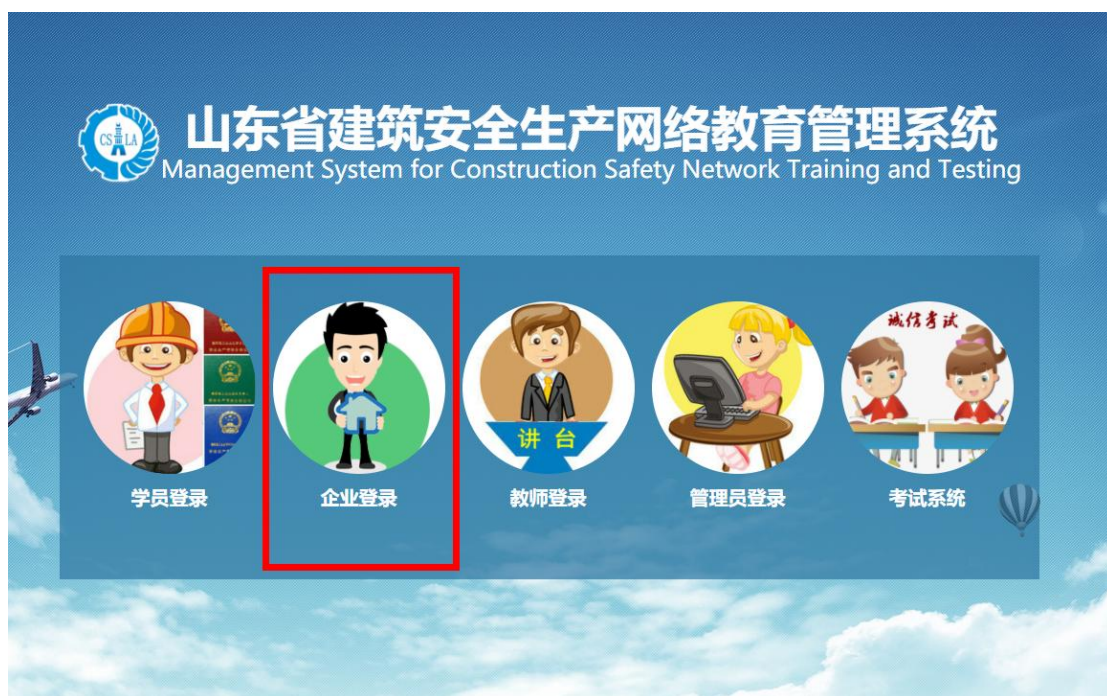 CS LA
山东省建筑安全生产网络教育管理系统
Management System for Construction Safety Network Training and Testing
诚信考试
讲 台
学员登录
企业登录
教师登录
管理员登录
考试系统